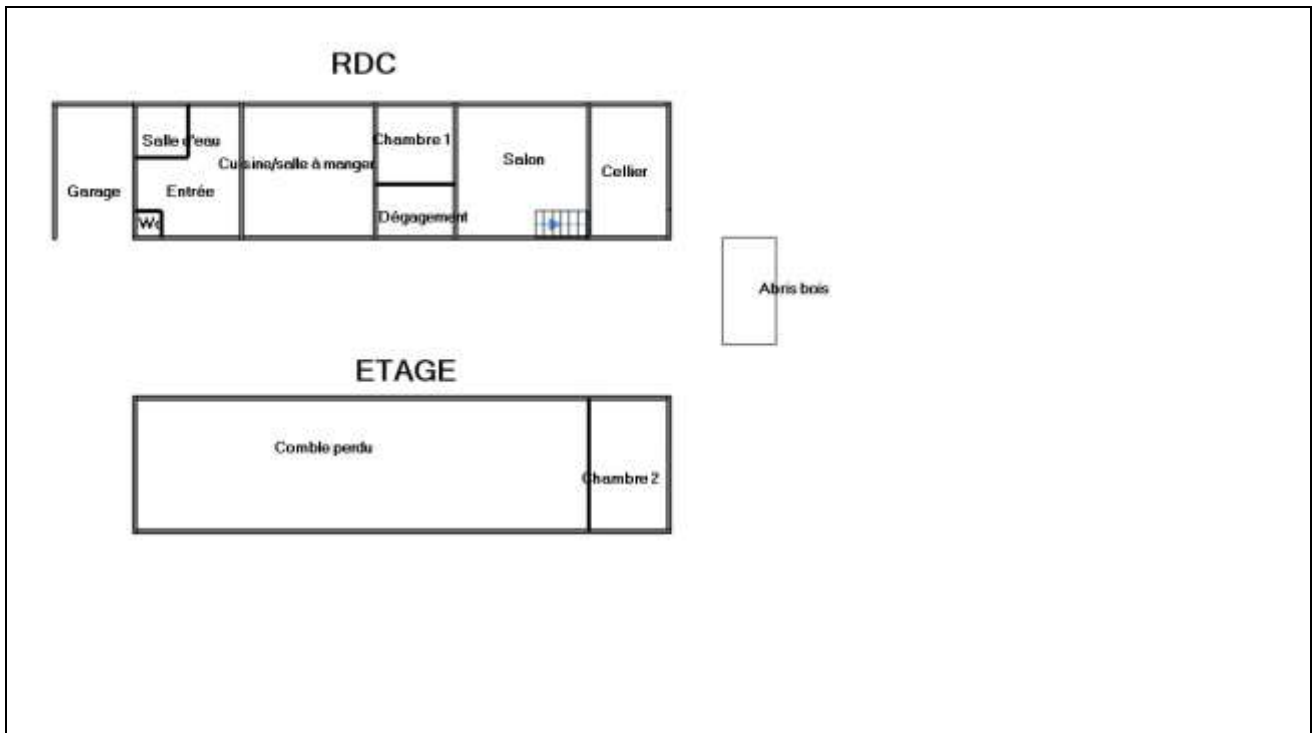 RDC
Salle d'eau
Chambre 1
Cuisine/salle à manger
Salon
Cellier
Garage
Entrée
Dégagement
Wc
Abris bois
ETAGE
Comble perdu
Chambre 2